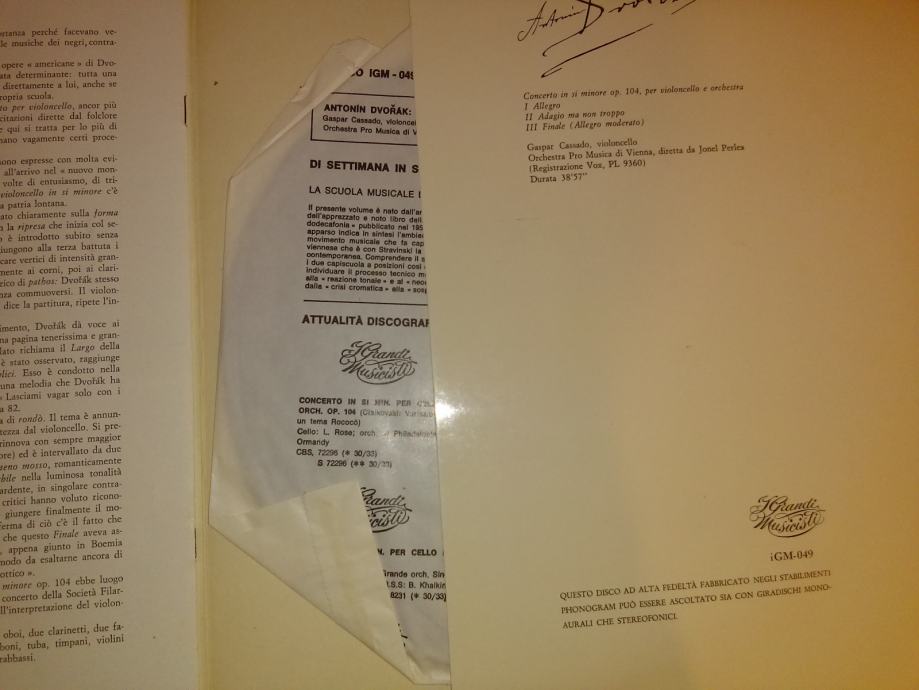 rtanza perché facevano ve-
le musiche dei negri, contra-
opere « americane » di Dvo-
ata determinante: tutta una
direttamente a lui, anche se
ropria scuola.
to per violoncello, ancor più
citazioni dirette dal folclore
e qui si tratta per lo più di
mano vagamente certi proce-
ono espresse con molta evi-
all'arrivo nel « nuovo mon-
volte di entusiasmo, di tri-
violoncello in si minore c'è
a patria lontana.
ato chiaramente sulla forma
n la ripresa che inizia col se-
o è introdotto subito senza
giungono alla terza battuta i
care vertici di intensità gran-
mente ai corni, poi ai clari-
rico di pathos: Dvořák stesso
nza commuoversi. Il violon-
dice la partitura, ripete l'in-
imento, Dvořák dà voce ai
na pagina tenerissima e gran-
lato richiama il Largo della
è stato osservato, raggiunge
olici. Esso è condotto nella
una melodia che Dvořák ha
« Lasciami vagar solo con i
a 82.
a di rondò. Il tema è annun-
tezza dal violoncello. Si pre-
rinnova con sempre maggior
ore) ed è intervallato da due
meno mosso, romanticamente
bile nella luminosa tonalità
ardente, in singolare contra-
critici hanno voluto ricono-
giungere finalmente il mo-
ferma di ciò c'è il fatto che
che questo Finale aveva as-
, appena giunto in Boemia
modo da esaltarne ancora di
ottico ».
minore op. 104 ebbe luogo
concerto della Società Filar-
ll'interpretazione del violon-
oboi, due clarinetti, due fa-
boni, tuba, timpani, violini
rabbassi.
O IGM - 049
ANTONÍN DVOŘÁK:
Gaspar Cassado, violoncel
Orchestra Pro Musica di V
DI SETTIMANA IN S
LA SCUOLA MUSICALE
Il presente volume è nato dall'ar
dell'apprezzato e noto libro dell
dodecafonia » pubblicato nel 195
apparso indica in sintesi l'ambie
movimento musicale che fa cap
viennese che è con Stravinski la
contemporanea. Comprendere il s
i due capiscuola a posizioni così
individuare il processo tecnico m
alla « reazione tonale » e al « neo
dalla « crisi cromatica » alla « sos
ATTUALITÀ DISCOGRAF
I Grandi
Musicisti
CONCERTO IN SI MIN. PER
ORCH. OP. 104
un tema Rococò)
Cello: L. Rose; orch. Philadelphia
Ormandy
CBS, 72296 (* 30/33)
S 72296 (** 30/33)
Grandi
icisti
N. PER CELLO
Grande orch. Sin
S.S: B. Khaikin
8231 (* 30/33)
Antonín Dvořák
Concerto in si minore op. 104, per violoncello e orchestra
I Allegro
II Adagio ma non troppo
III Finale (Allegro moderato)
Gaspar Cassado, violoncello
Orchestra Pro Musica di Vienna, diretta da Jonel Perlea
(Registrazione Vox, PL 9360)
Durata 38'57"
I Grandi
Musicisti
iGM-049
QUESTO DISCO AD ALTA FEDELTÀ FABBRICATO NEGLI STABILIMENTI
PHONOGRAM PUÒ ESSERE ASCOLTATO SIA CON GIRADISCHI MONO-
AURALI CHE STEREOFONICI.